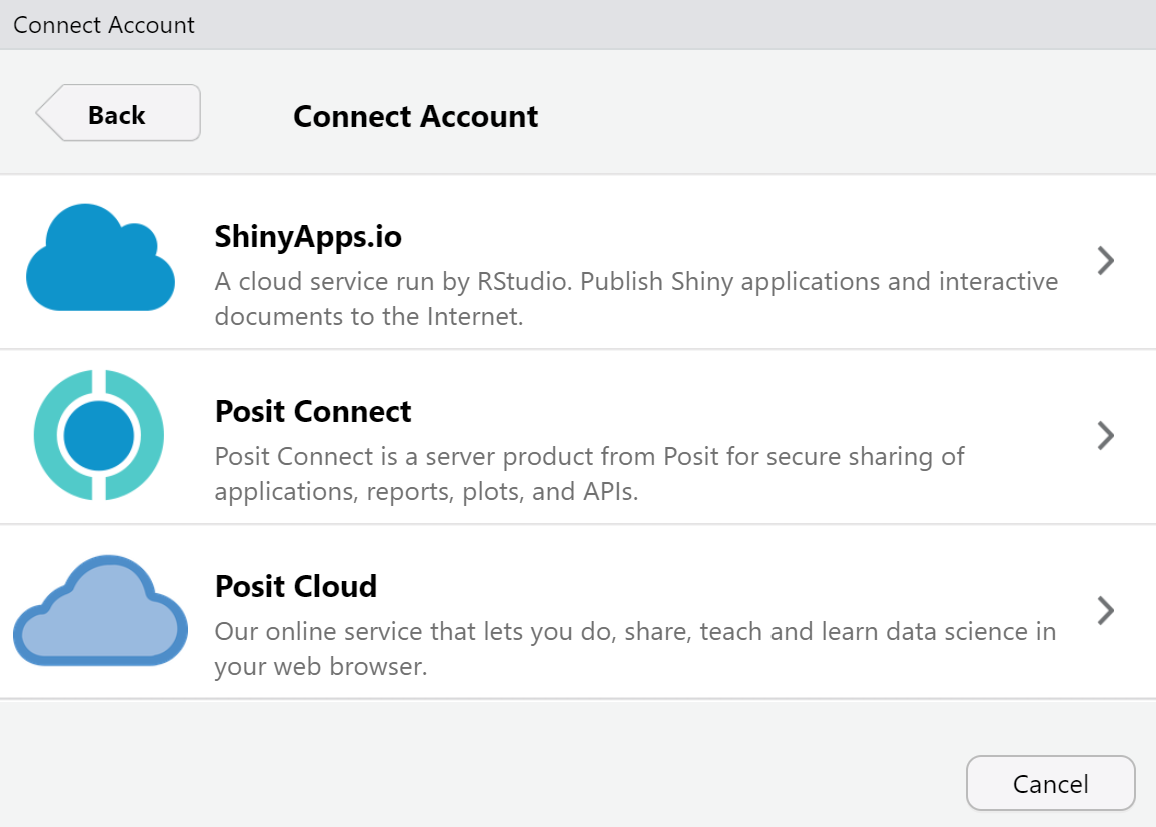 Connect Account
Back
Connect Account
ShinyApps.io
A cloud service run by RStudio. Publish Shiny applications and interactive
documents to the Internet.
Posit Connect
Posit Connect is a server product from Posit for secure sharing of
applications, reports, plots, and APIs.
Posit Cloud
Our online service that lets you do, share, teach and learn data science in
your web browser.
Cancel